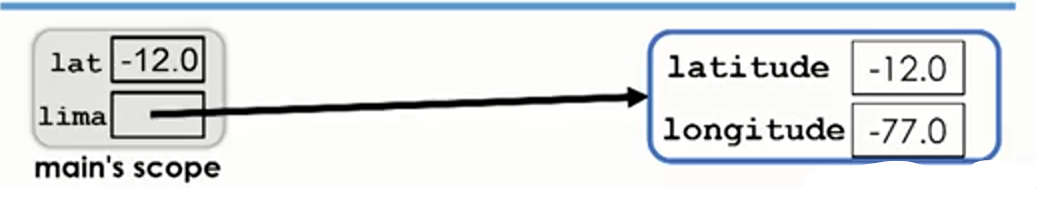 lat -12.0
lima
main's scope
latitude -12.0
longitude -77.0